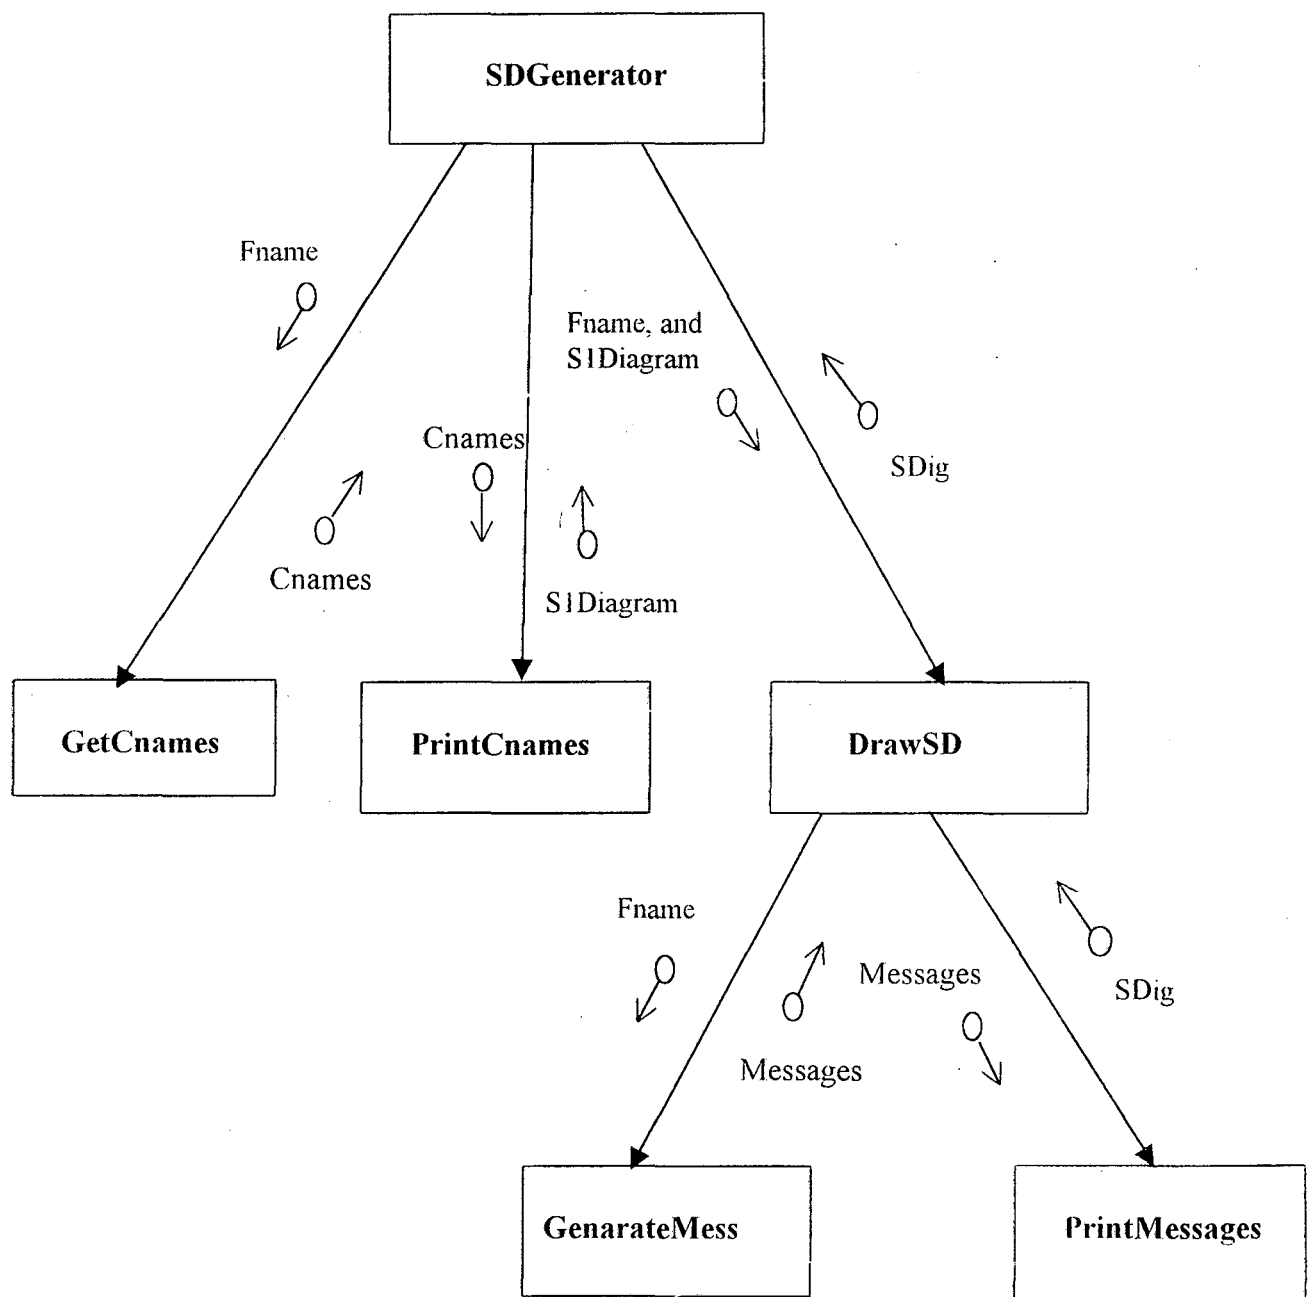 SDGenerator
Fname
Fname, and
S1Diagram
Cnames
SDig
Cnames
S1Diagram
GetCnames
PrintCnames
DrawSD
Fname
Messages
SDig
Messages
GenarateMess
PrintMessages